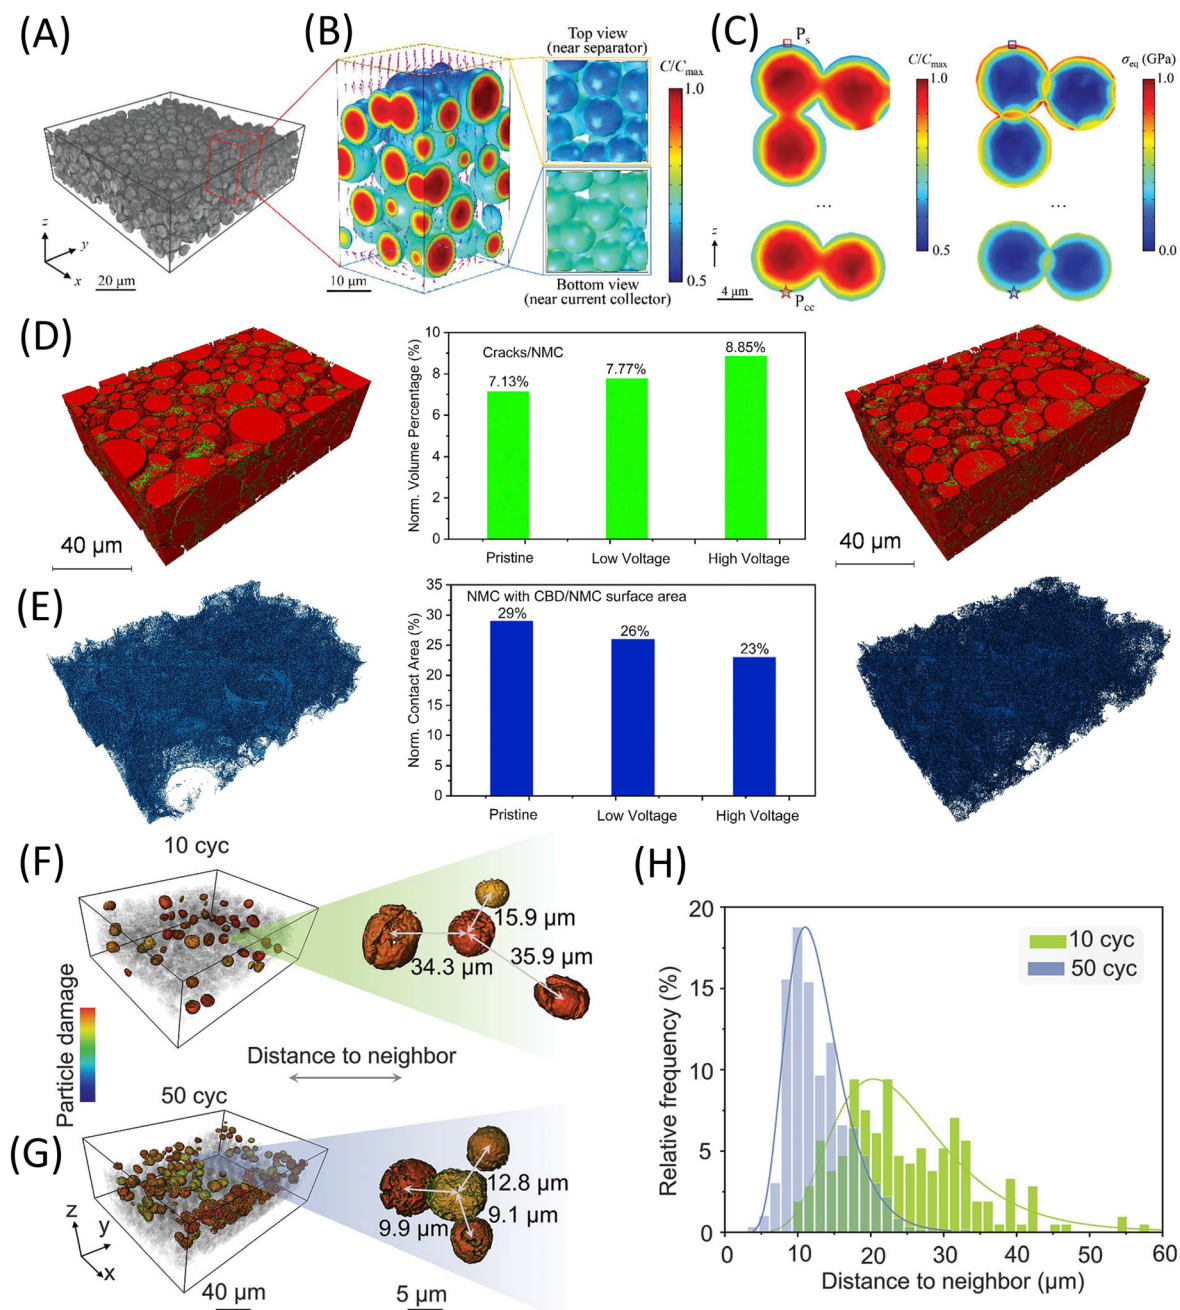 (A)
z
y
x
20 µm
(B)
10 µm
Top view
(near separator)
Bottom view
(near current collector)
C/Cmax
1.0
0.5
(C)
Ps
C/Cmax
1.0
0.5
σeq (GPa)
1.0
0.0
...
...
z
4 µm
Pcc
(D)
40 µm
Norm. Volume Percentage (%)
10
8
6
4
2
0
Cracks/NMC
7.13%
7.77%
8.85%
Pristine
Low Voltage
High Voltage
40 µm
(E)
Norm. Contact Area (%)
35
30
25
20
15
10
5
0
NMC with CBD/NMC surface area
29%
26%
23%
Pristine
Low Voltage
High Voltage
(F)
10 cyc
15.9 µm
35.9 µm
34.3 µm
Particle damage
Distance to neighbor
50 cyc
(G)
12.8 µm
9.1 µm
9.9 µm
z
y
x
40 µm
5 µm
(H)
Relative frequency (%)
20
15
10
5
0
10 cyc
50 cyc
0
10
20
30
40
50
60
Distance to neighbor (µm)